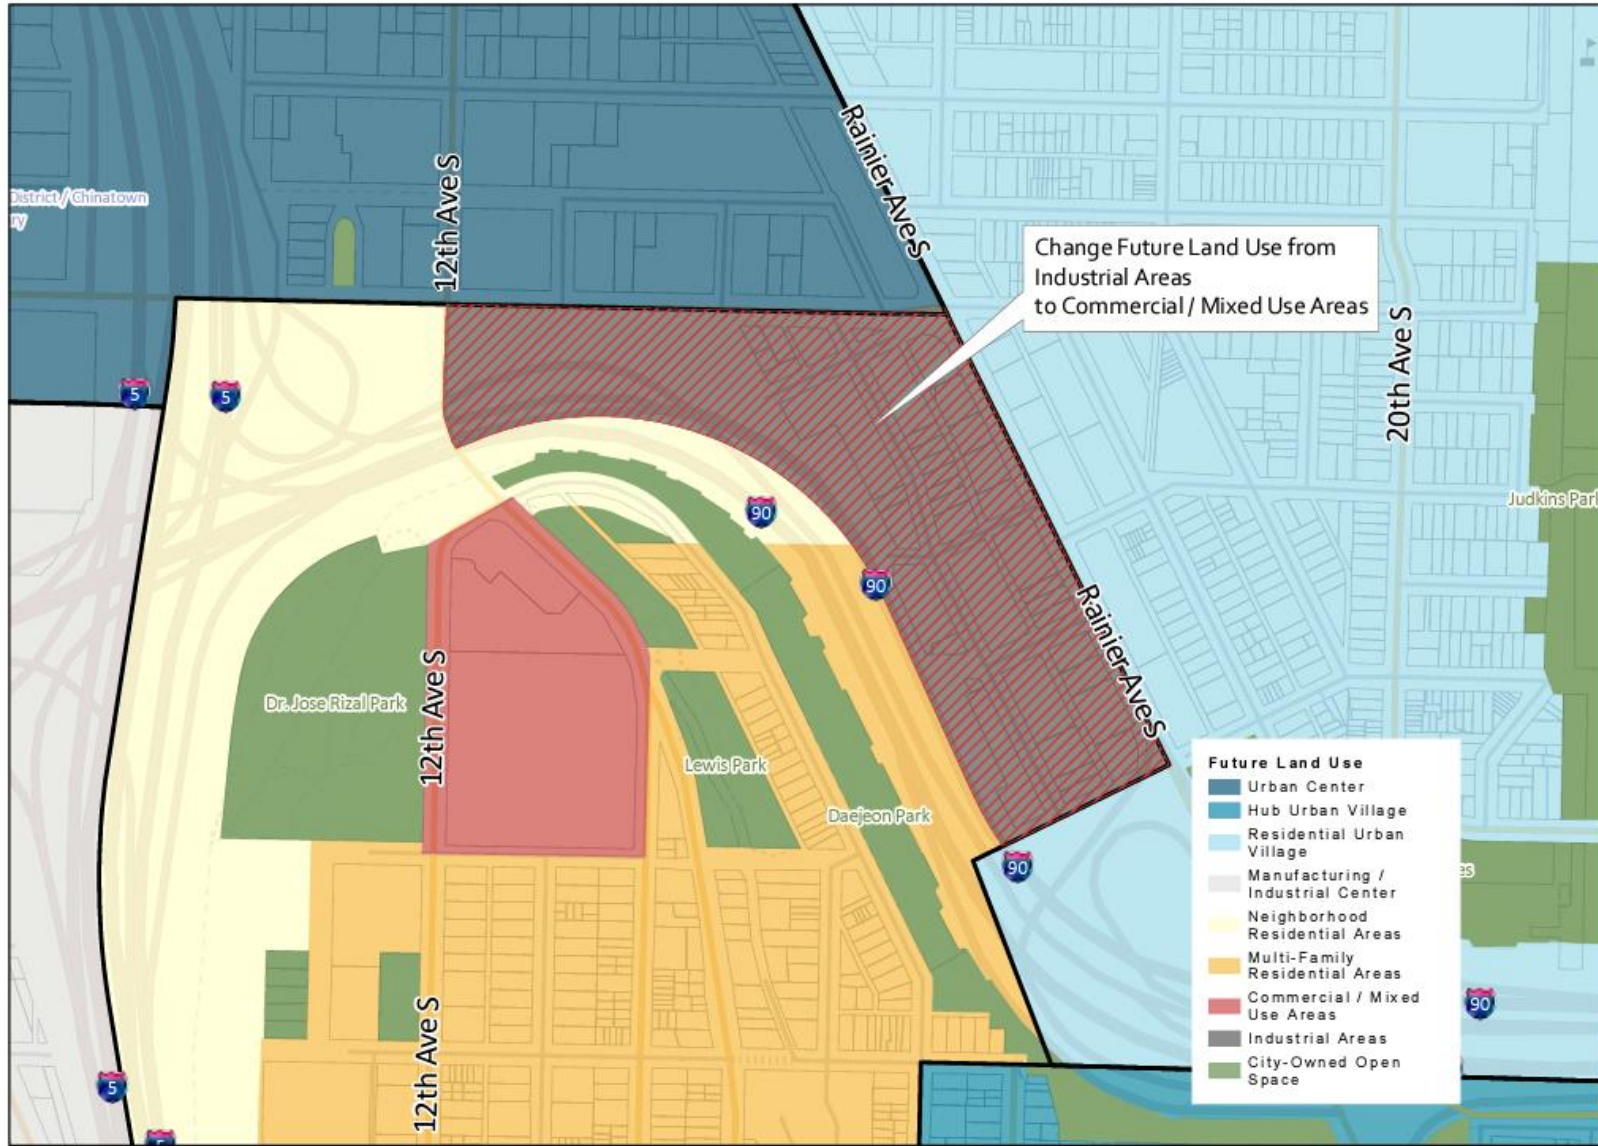 District / Chinatown
ry
12th Ave S
Rainier Ave S
Change Future Land Use from
Industrial Areas
to Commercial / Mixed Use Areas
20th Ave S
5
5
Judkins Park
90
90
Rainier Ave S
12th Ave S
Dr. Jose Rizal Park
Lewis Park
Daejeon Park
90
Future Land Use
Urban Center
Hub Urban Village
Residential Urban
Village
Manufacturing /
Industrial Center
Neighborhood
Residential Areas
Multi-Family
Residential Areas
Commercial / Mixed
Use Areas
Industrial Areas
City-Owned Open
Space
es
90
12th Ave S
5
5